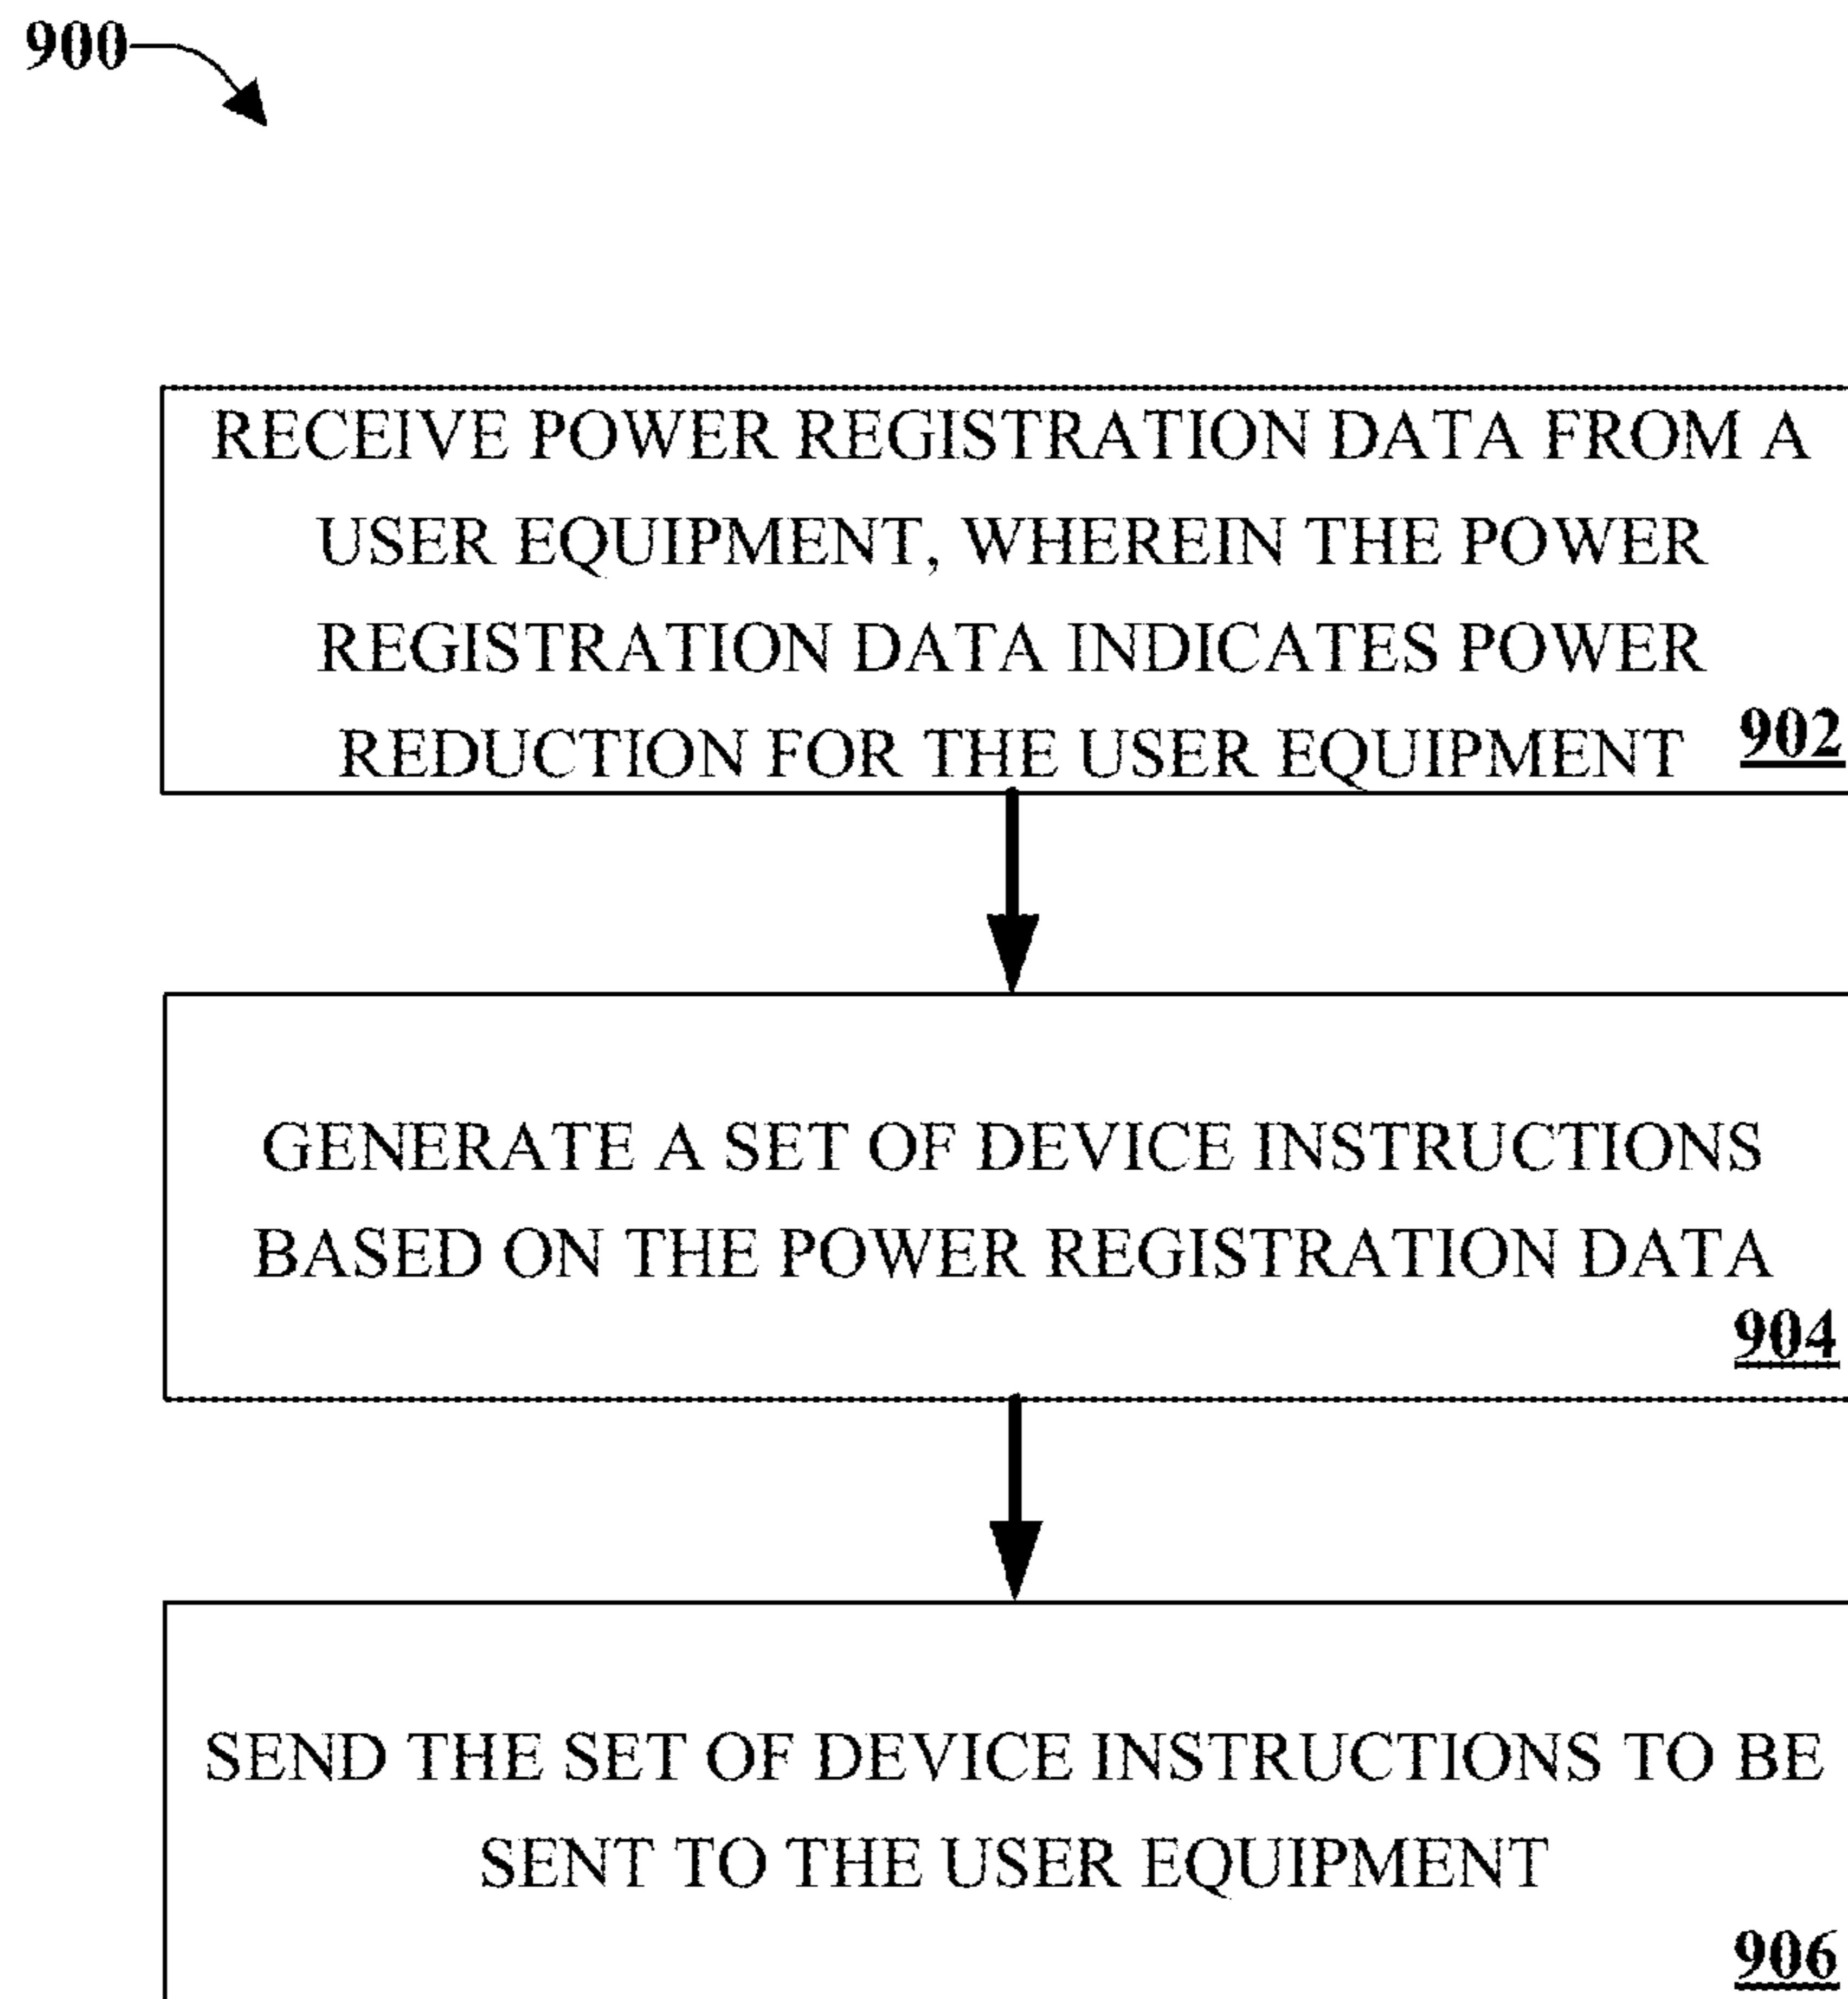 900
RECEIVE POWER REGISTRATION DATA FROM A
USER EQUIPMENT, WHEREIN THE POWER
REGISTRATION DATA INDICATES POWER
REDUCTION FOR THE USER EQUIPMENT
902
GENERATE A SET OF DEVICE INSTRUCTIONS
BASED ON THE POWER REGISTRATION DATA
904
SEND THE SET OF DEVICE INSTRUCTIONS TO BE
SENT TO THE USER EQUIPMENT
906